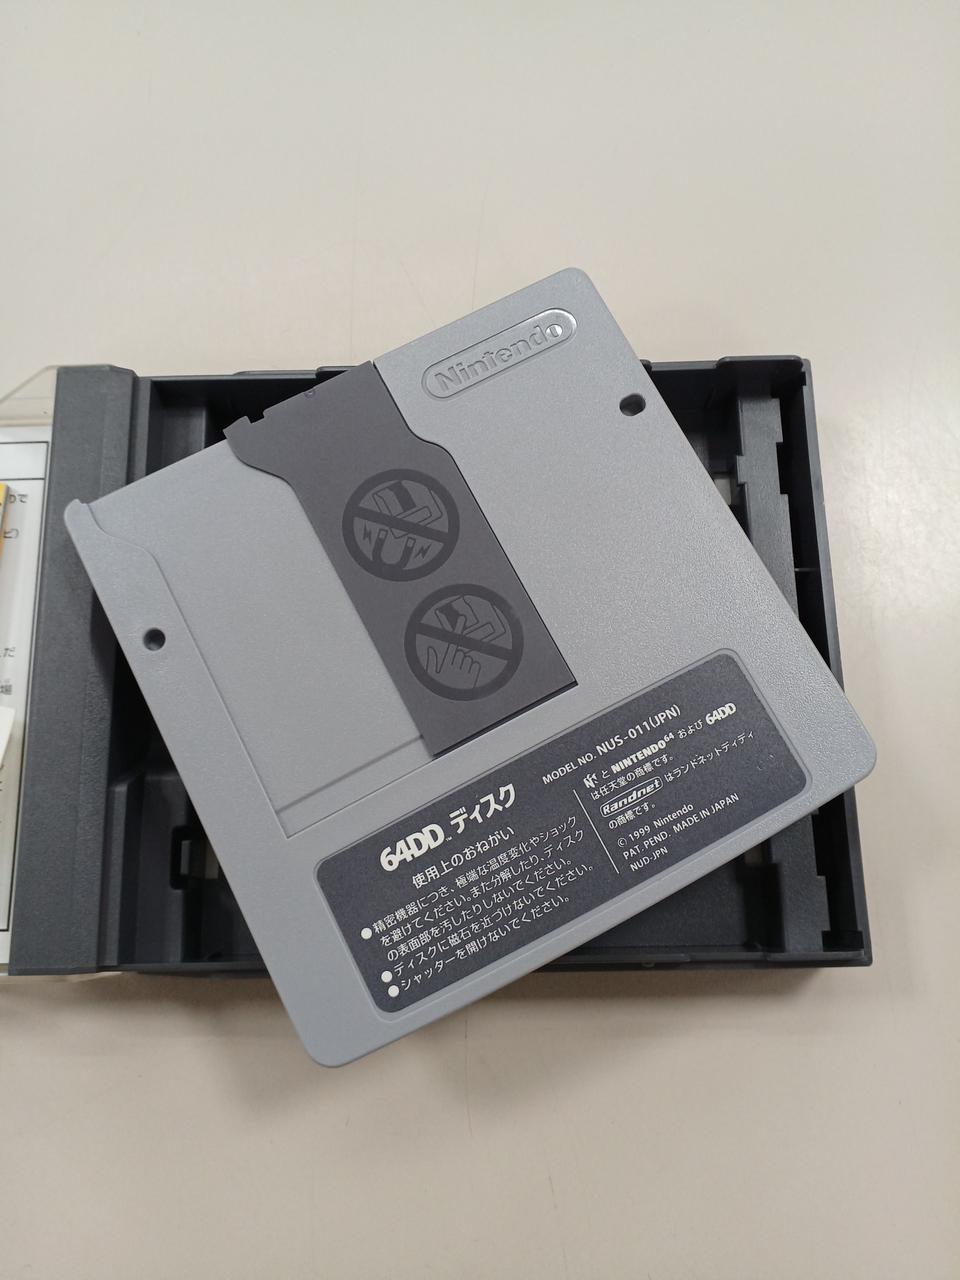 Nintendo
64DD™ディスク
使用上のおねがい
●精密機器につき、極端な温度変化やショック
を避けてください。また分解したり、ディスク
の表面部を汚したりしないでください。
●ディスクに磁石を近づけないでください。
●シャッターを開けないでください。
MODEL NO. NUS-011(JPN)
と NINTENDO64 および 64DD
は任天堂の商標です。
Randnet はランドネットディディ
の商標です。
© 1999 Nintendo
PAT. PEND. MADE IN JAPAN
NUD-JPN